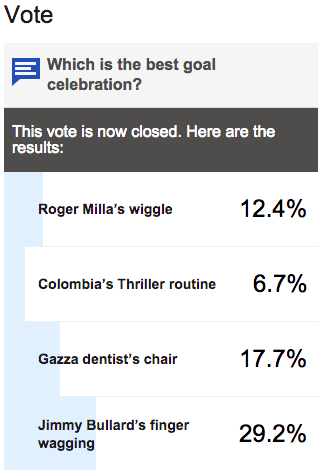 Vote
Which is the best goal
celebration?
This vote is now closed. Here are the
results:
Roger Milla's wiggle 12.4%
Colombia's Thriller routine 6.7%
Gazza dentist's chair 17.7%
Jimmy Bullard's finger
wagging 29.2%